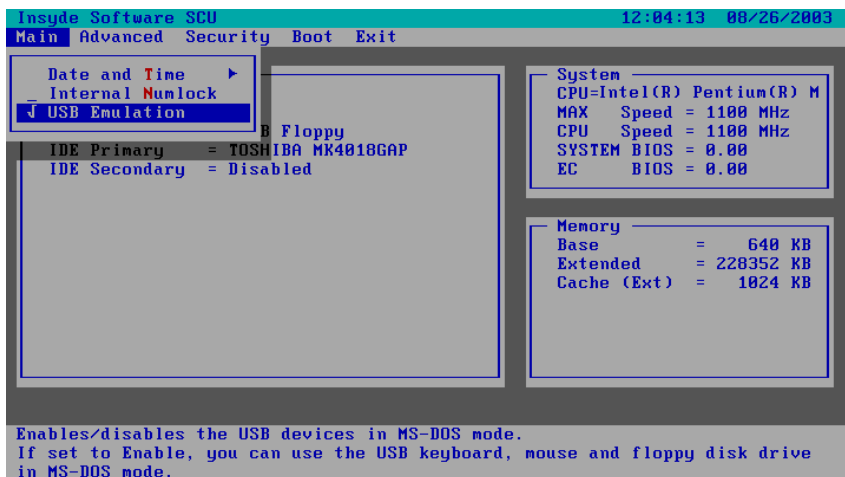 Insyde Software SCU 12:04:13 08/26/2003
Main Advanced Security Boot Exit
Date and Time ►
_ Internal Numlock
√ USB Emulation
B Floppy
IDE Primary = TOSHIBA MK4018GAP
IDE Secondary = Disabled
System
CPU=Intel(R) Pentium(R) M
MAX Speed = 1100 MHz
CPU Speed = 1100 MHz
SYSTEM BIOS = 0.00
EC BIOS = 0.00
Memory
Base = 640 KB
Extended = 228352 KB
Cache (Ext) = 1024 KB
Enables/disables the USB devices in MS-DOS mode.
If set to Enable, you can use the USB keyboard, mouse and floppy disk drive
in MS-DOS mode.